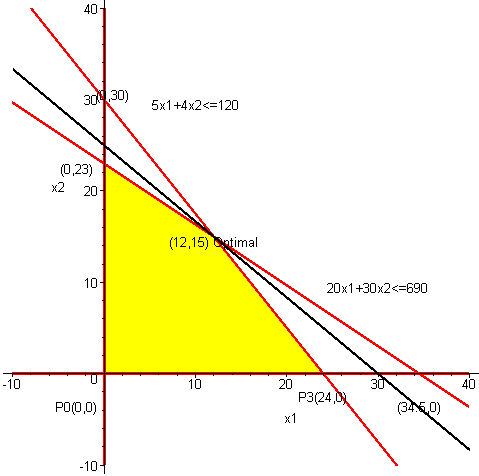 40
30
(0,30)
5x1+4x2<=120
(0,23)
x2
20
(12,15) Optimal
10
20x1+30x2<=690
-10
0
10
20
30
40
P0(0,0)
P3(24,0)
(34.5,0)
x1
-10